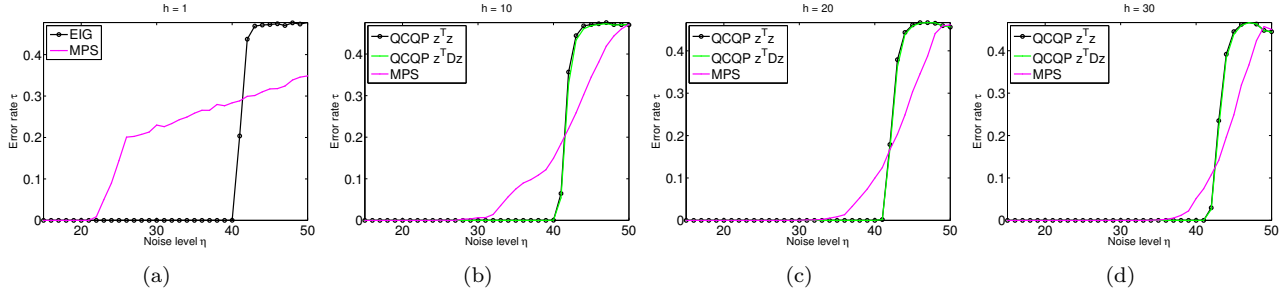 h = 1
EIG
MPS
Error rate τ
0.4
0.3
0.2
0.1
0
20
30
40
50
Noise level η
(a)
h = 10
QCQP z^T z
QCQP z^T Dz
MPS
Error rate τ
0.4
0.3
0.2
0.1
0
20
30
40
50
Noise level η
(b)
h = 20
QCQP z^T z
QCQP z^T Dz
MPS
Error rate τ
0.4
0.3
0.2
0.1
0
20
30
40
50
Noise level η
(c)
h = 30
QCQP z^T z
QCQP z^T Dz
MPS
Error rate τ
0.4
0.3
0.2
0.1
0
20
30
40
50
Noise level η
(d)